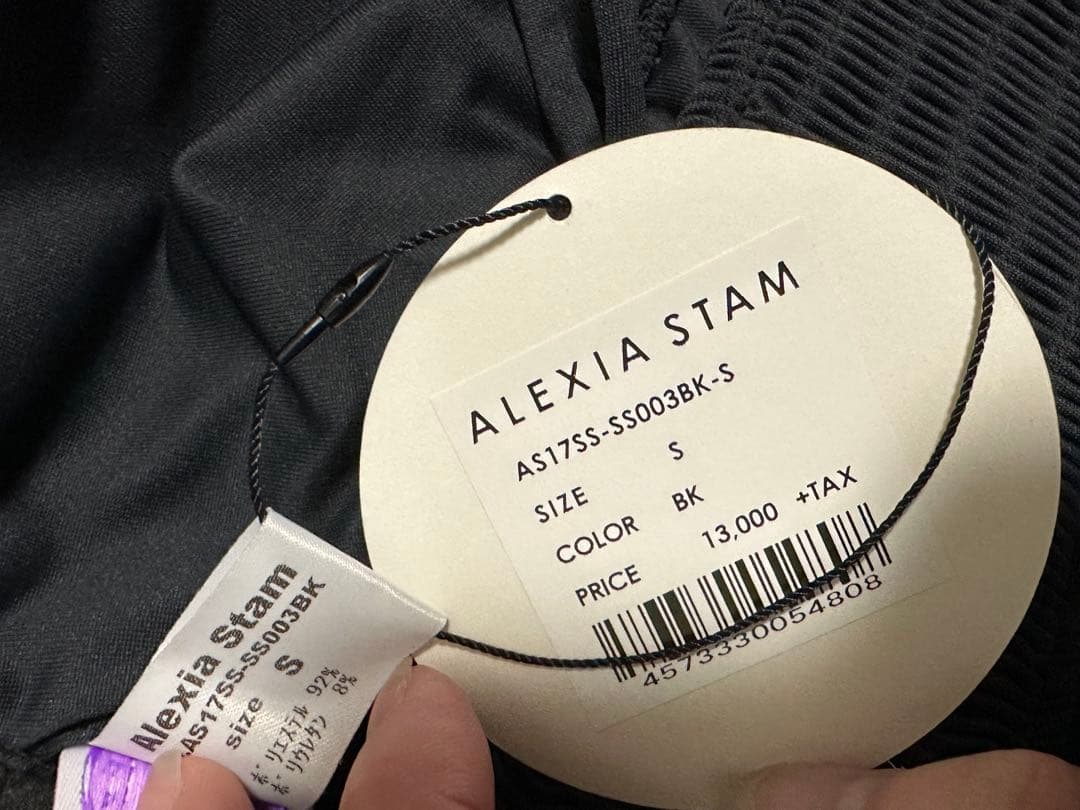 ALEXIA STAM
AS17SS-SS003BK-S
SIZE S
COLOR BK
PRICE 13,000 +TAX
4573330054808
Alexia Stam
AS17SS-SS003BK
size S
ポリエステル 92%
ポリウレタン 8%